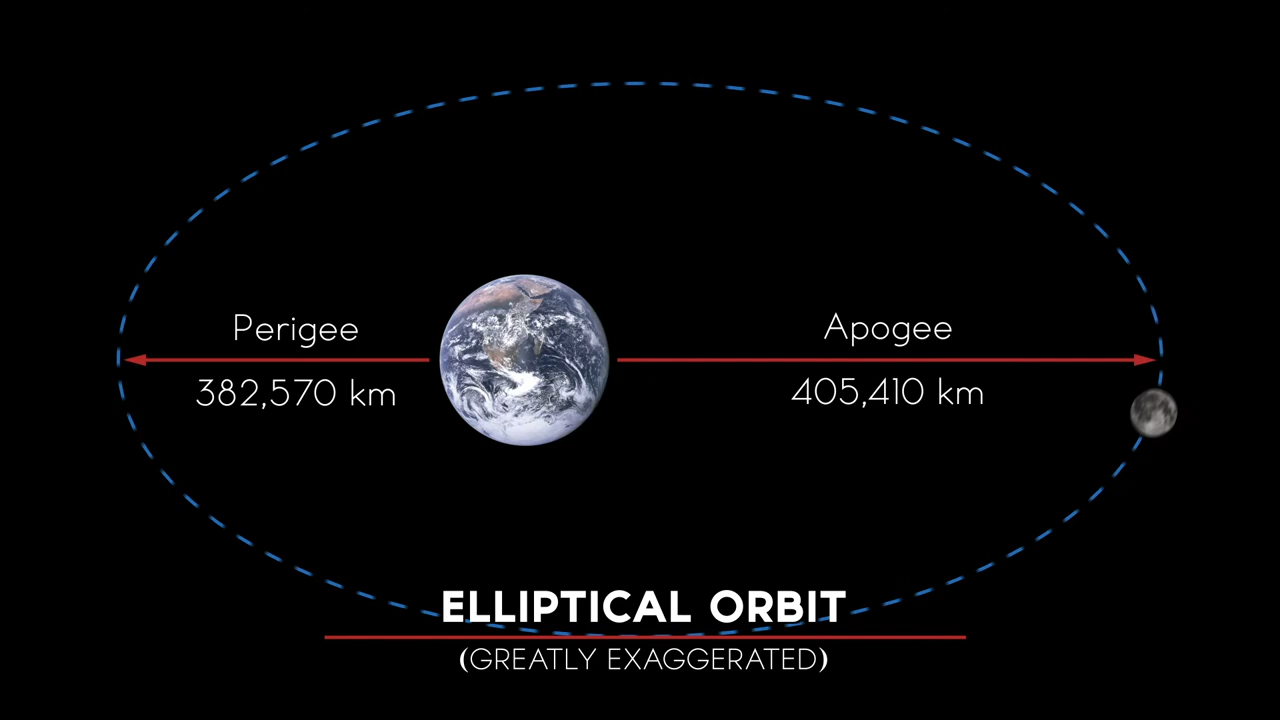 Perigee
382,570 km
Apogee
405,410 km
ELLIPTICAL ORBIT
(GREATLY EXAGGERATED)